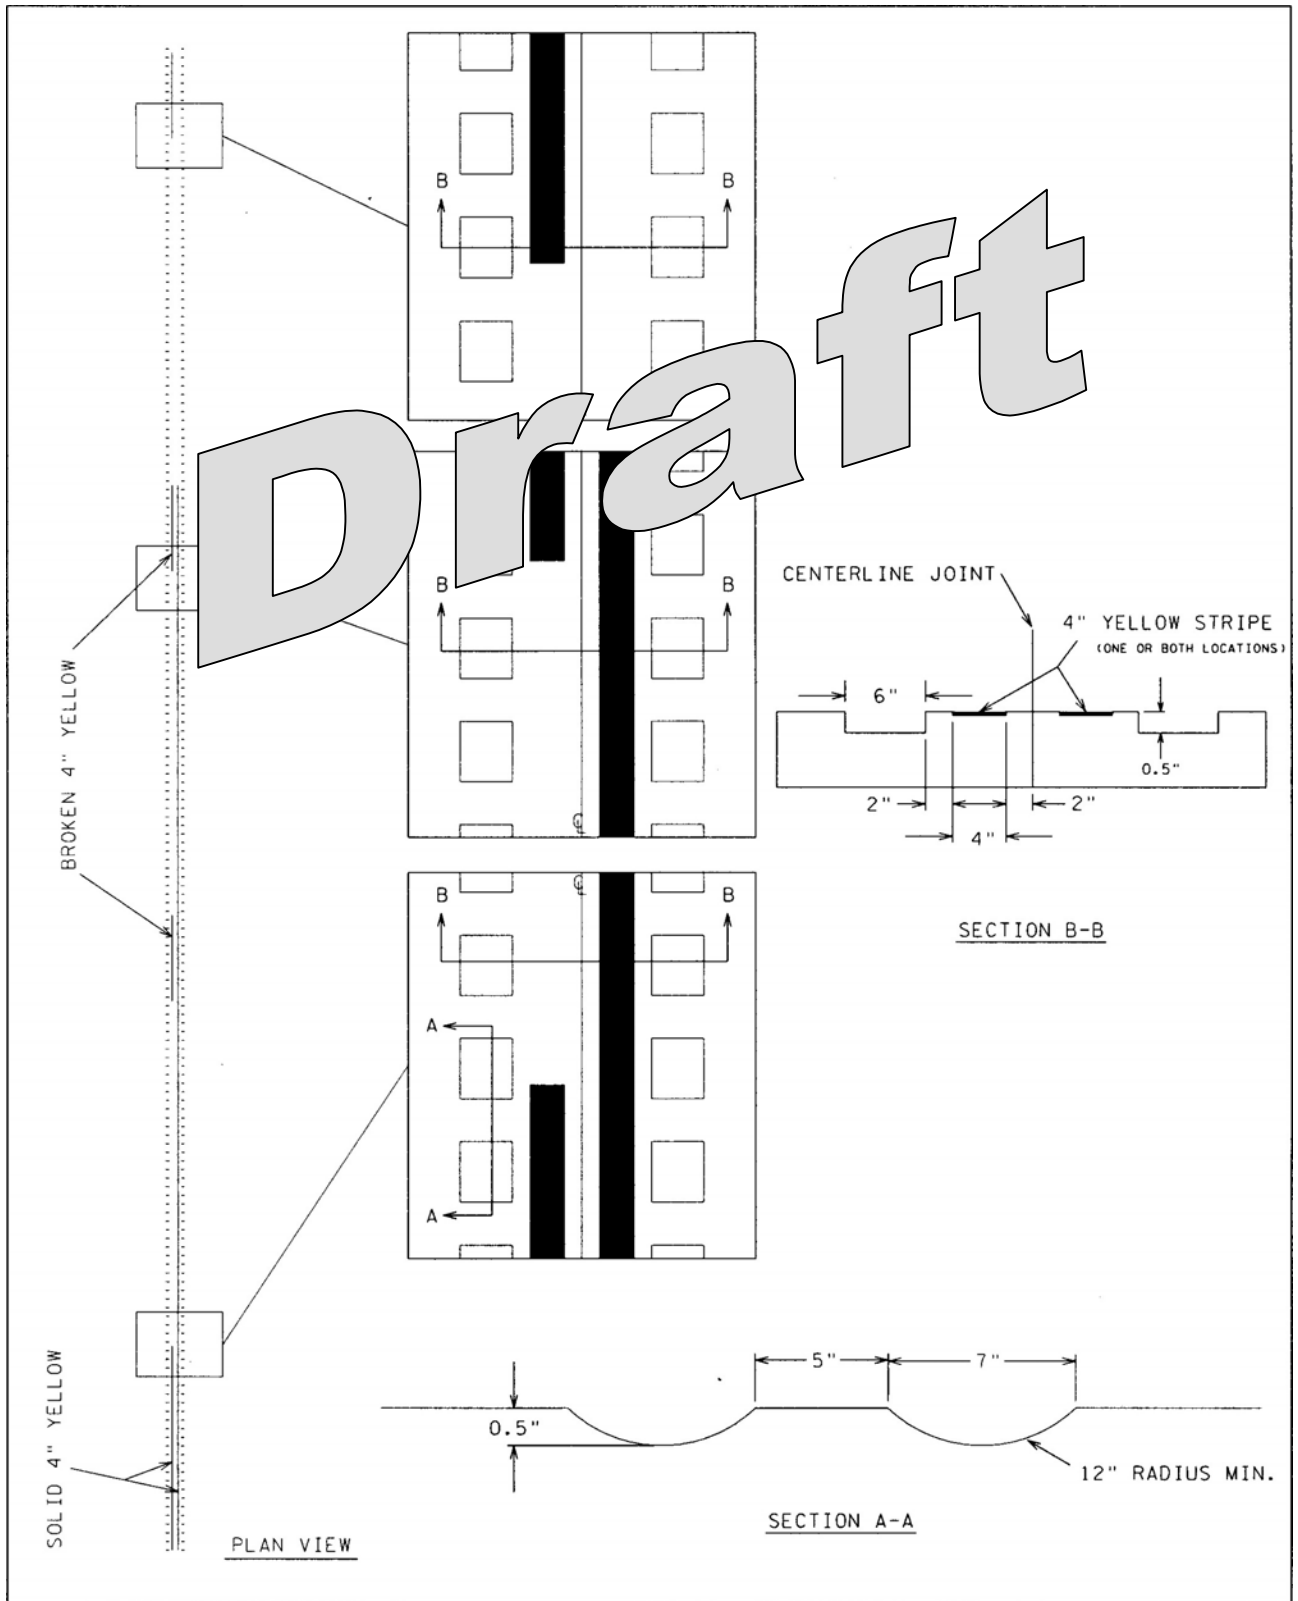 B B
Draft
B B
CENTERLINE JOINT
4" YELLOW STRIPE
(ONE OR BOTH LOCATIONS)
6"
0.5"
2" 2"
4"
BROKEN 4" YELLOW
℄
℄
B B
SECTION B-B
A
A
SOLID 4" YELLOW
5" 7"
0.5"
12" RADIUS MIN.
SECTION A-A
PLAN VIEW